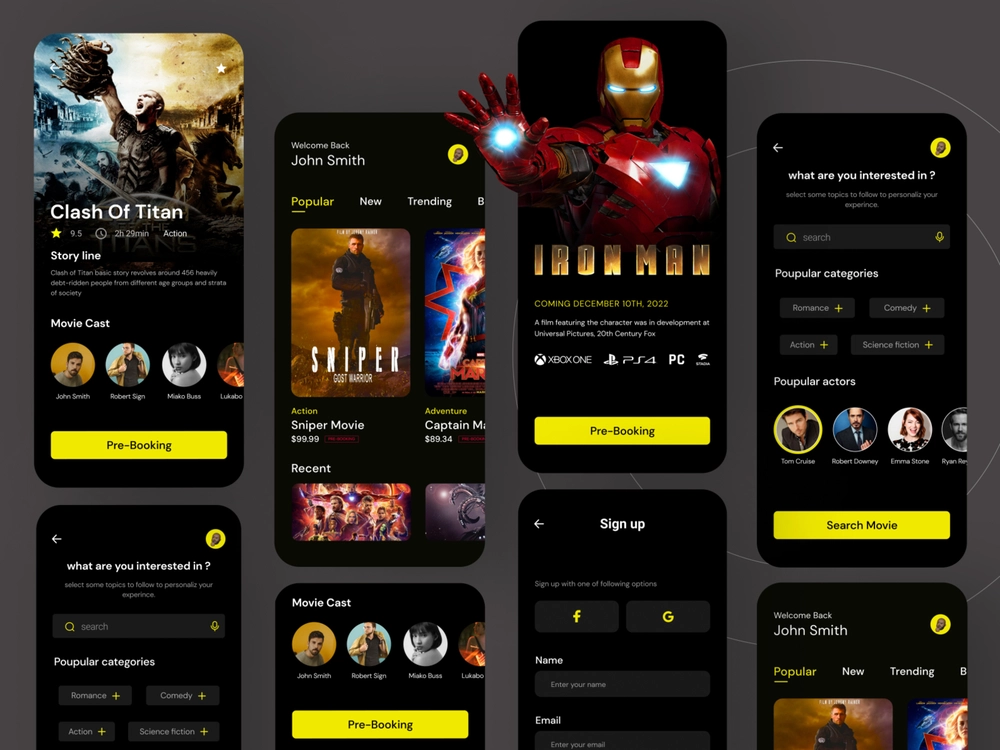 Clash Of Titan
9.5
2h 29min
Action
Story line
Clash of Titan basic story revolves around 456 heavily
debt-ridden people from different age groups and strata
of society
Movie Cast
John Smith
Robert Sign
Miako Buss
Lukabo
Pre-Booking
what are you interested in ?
select some topics to follow to personaliz your
experince.
search
Poupular categories
Romance +
Comedy +
Action +
Science fiction +
Welcome Back
John Smith
Popular
New
Trending
B
SNIPER
GOST WARRIOR
Action
Sniper Movie
$99.99
Adventure
Captain Ma
$89.34
Recent
Movie Cast
John Smith
Robert Sign
Miako Buss
Lukabo
Pre-Booking
IRON MAN
COMING DECEMBER 10TH, 2022
A film featuring the character was in development at
Universal Pictures, 20th Century Fox
XBOX ONE
PS4
PC
STADIA
Pre-Booking
Sign up
Sign up with one of following options
f
G
Name
Enter your name
Email
Enter your email
what are you interested in ?
select some topics to follow to personaliz your
experince.
search
Poupular categories
Romance +
Comedy +
Action +
Science fiction +
Poupular actors
Tom Cruise
Robert Downey
Emma Stone
Ryan Rey
Search Movie
Welcome Back
John Smith
Popular
New
Trending
B